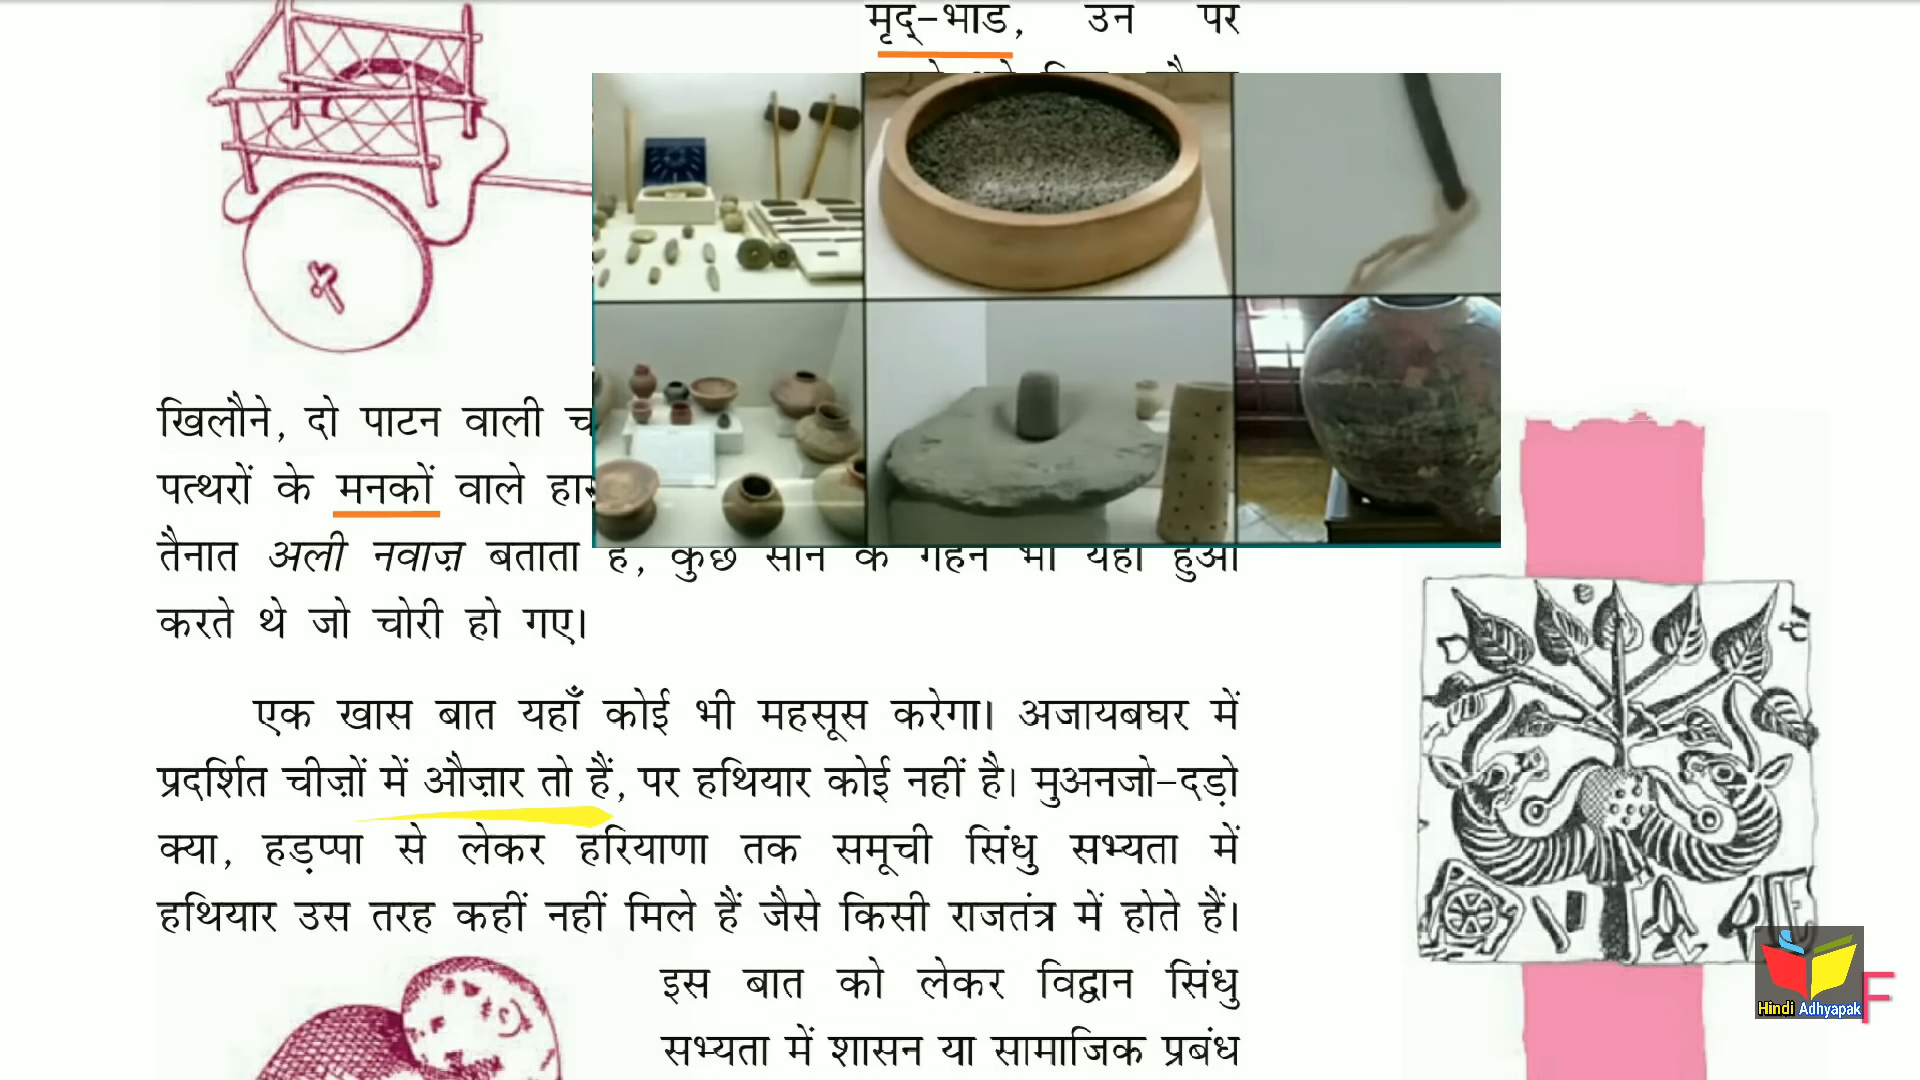 मृद्-भांड, उन पर
खिलौने, दो पाटन वाली
पत्थरों के मनकों वाले
तैनात अली नवाज़ बताता है, कुछ सोने के गहने भी यहाँ हुआ
करते थे जो चोरी हो गए।
एक खास बात यहाँ कोई भी महसूस करेगा। अजायबघर में
प्रदर्शित चीज़ों में औज़ार तो हैं, पर हथियार कोई नहीं है। मुअनजो-दड़ो
क्या, हड़प्पा से लेकर हरियाणा तक समूची सिंधु सभ्यता में
हथियार उस तरह कहीं नहीं मिले हैं जैसे किसी राजतंत्र में होते हैं।
इस बात को लेकर विद्वान सिंधु
सभ्यता में शासन या सामाजिक प्रबंध
Hindi Adhyapak
F